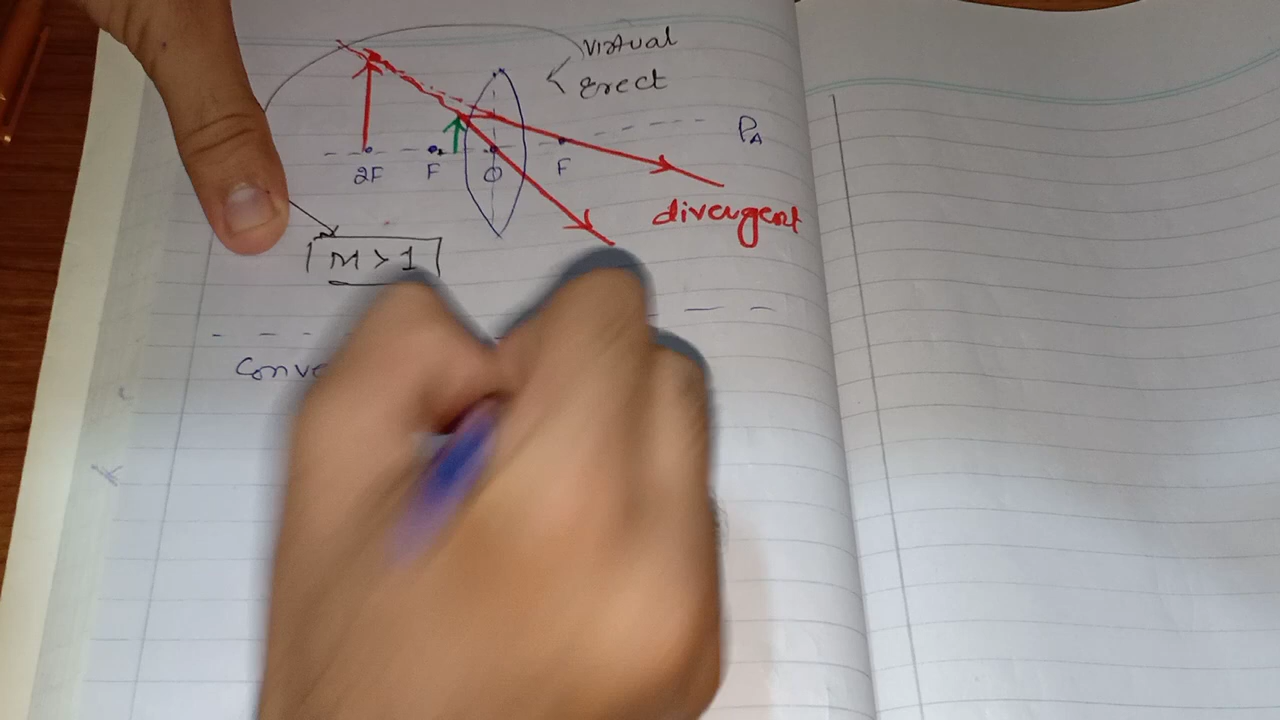 Virtual
Erect
PA
2F F O F
divergent
M > 1